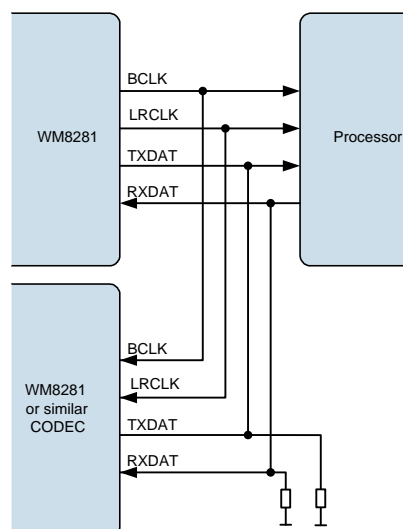 BCLK
LRCLK
WM8281
TXDAT
RXDAT
Processor
BCLK
LRCLK
WM8281
or similar
CODEC
TXDAT
RXDAT